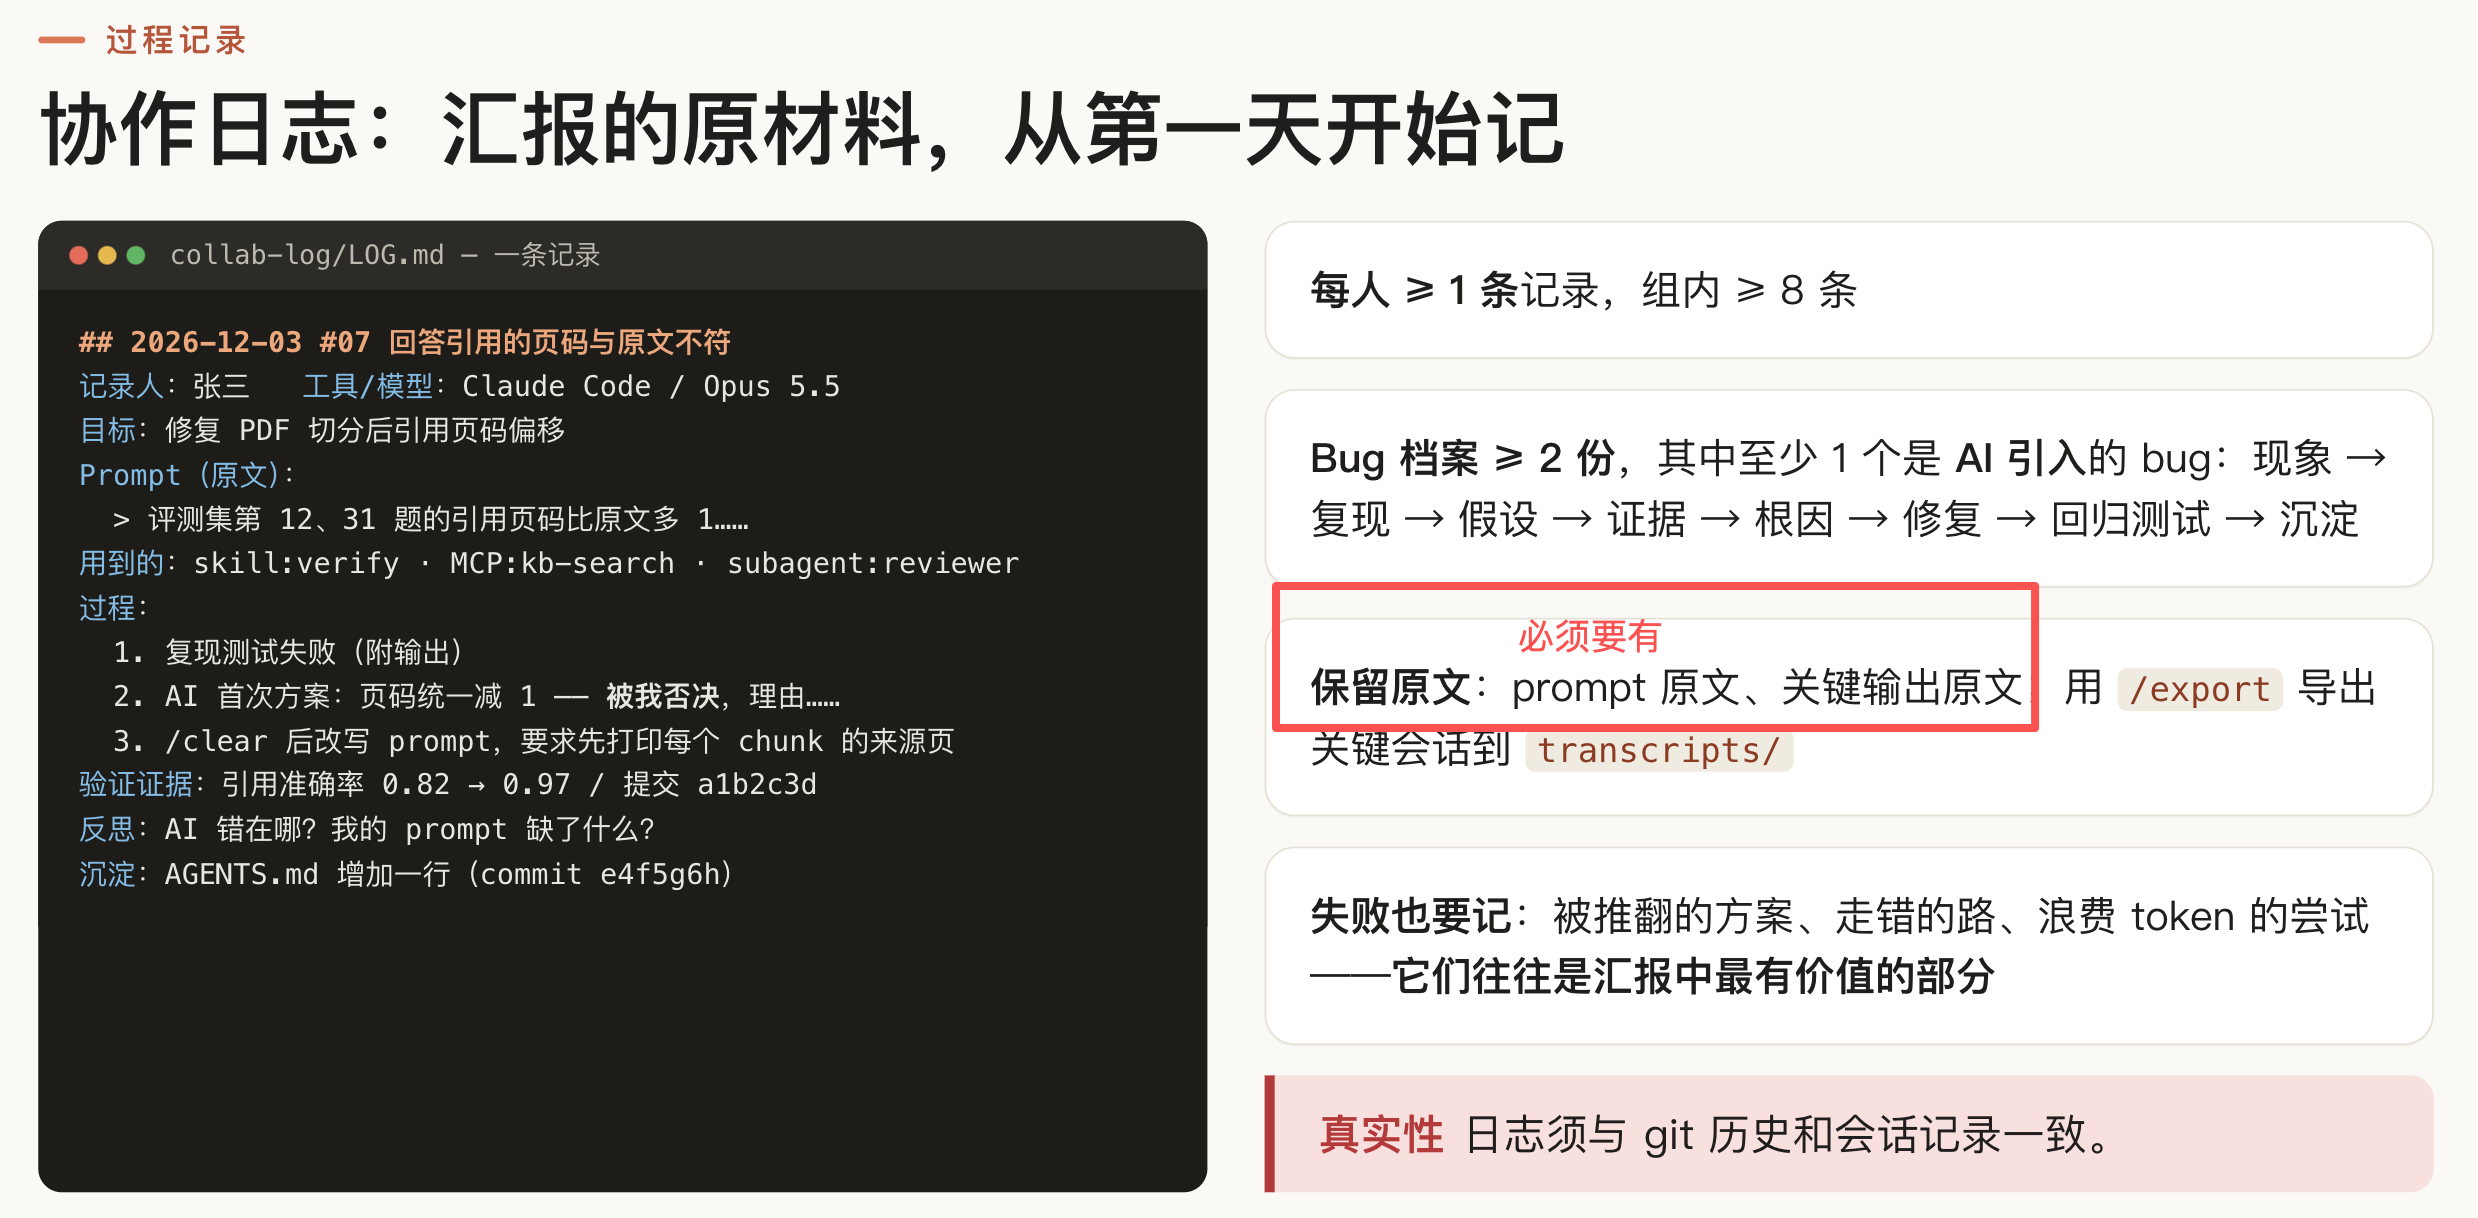 过程记录
协作日志：汇报的原材料，从第一天开始记
collab-log/LOG.md — 一条记录
## 2026-12-03 #07 回答引用的页码与原文不符
记录人：张三 工具/模型：Claude Code / Opus 5.5
目标：修复 PDF 切分后引用页码偏移
Prompt（原文）：
> 评测集第 12、31 题的引用页码比原文多 1……
用到的：skill:verify · MCP:kb-search · subagent:reviewer
过程：
1. 复现测试失败（附输出）
2. AI 首次方案：页码统一减 1 —— 被我否决，理由……
3. /clear 后改写 prompt，要求先打印每个 chunk 的来源页
验证证据：引用准确率 0.82 → 0.97 / 提交 a1b2c3d
反思：AI 错在哪？我的 prompt 缺了什么？
沉淀：AGENTS.md 增加一行（commit e4f5g6h）
每人 ≥ 1 条记录，组内 ≥ 8 条
Bug 档案 ≥ 2 份，其中至少 1 个是 AI 引入的 bug：现象 →
复现 → 假设 → 证据 → 根因 → 修复 → 回归测试 → 沉淀
必须要有
保留原文：prompt 原文、关键输出原文；用 /export 导出
关键会话到 transcripts/
失败也要记：被推翻的方案、走错的路、浪费 token 的尝试
——它们往往是汇报中最有价值的部分
真实性 日志须与 git 历史和会话记录一致。